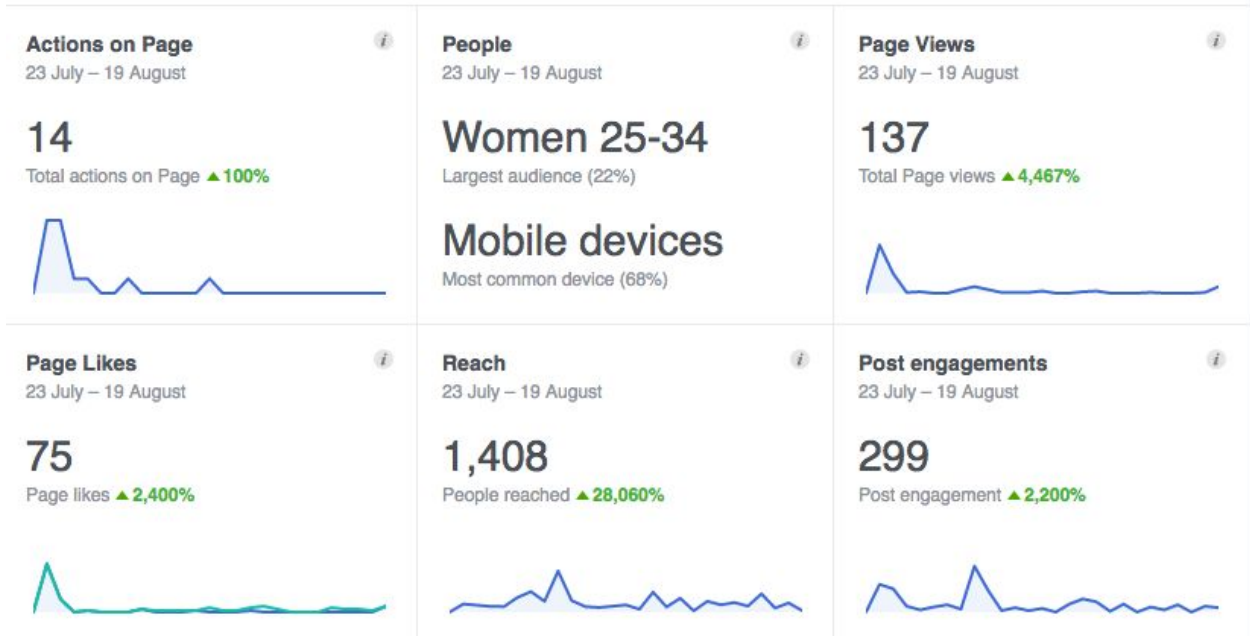 Actions on Page
23 July – 19 August
14
Total actions on Page ▲100%
People
23 July – 19 August
Women 25-34
Largest audience (22%)
Mobile devices
Most common device (68%)
Page Views
23 July – 19 August
137
Total Page views ▲4,467%
Page Likes
23 July – 19 August
75
Page likes ▲2,400%
Reach
23 July – 19 August
1,408
People reached ▲28,060%
Post engagements
23 July – 19 August
299
Post engagement ▲2,200%